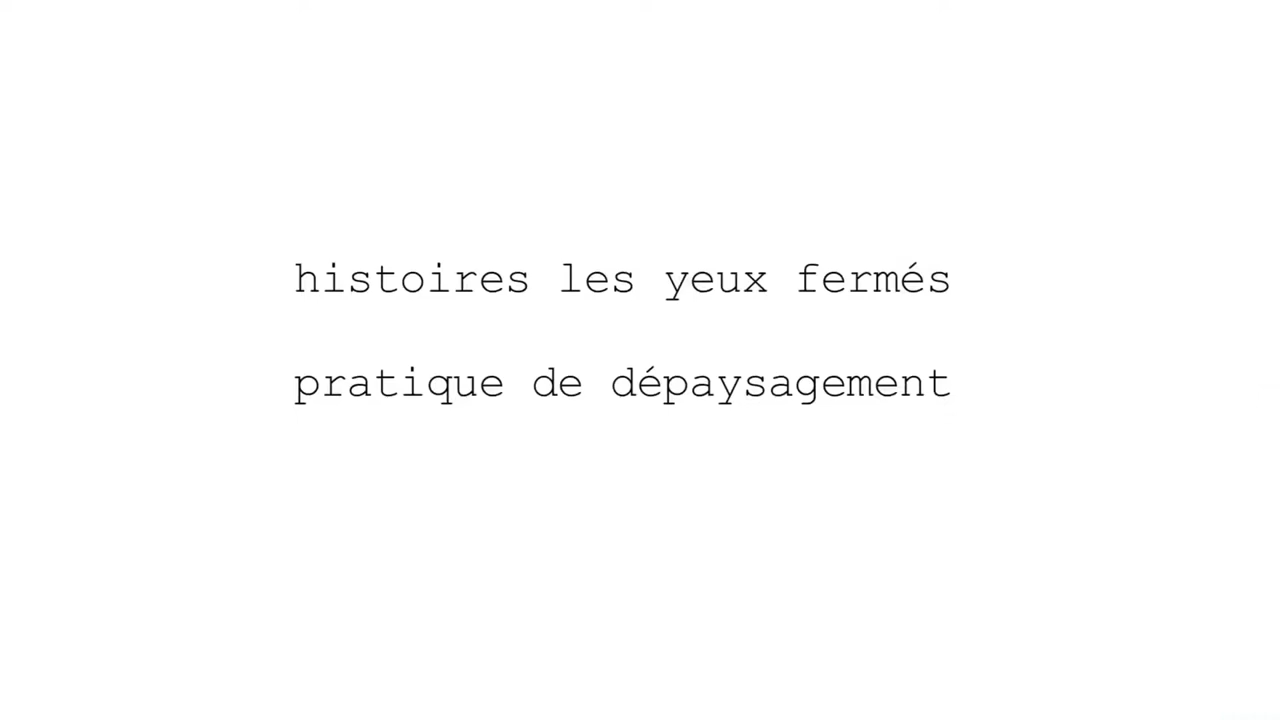 histoires les yeux fermés
pratique de dépaysagement